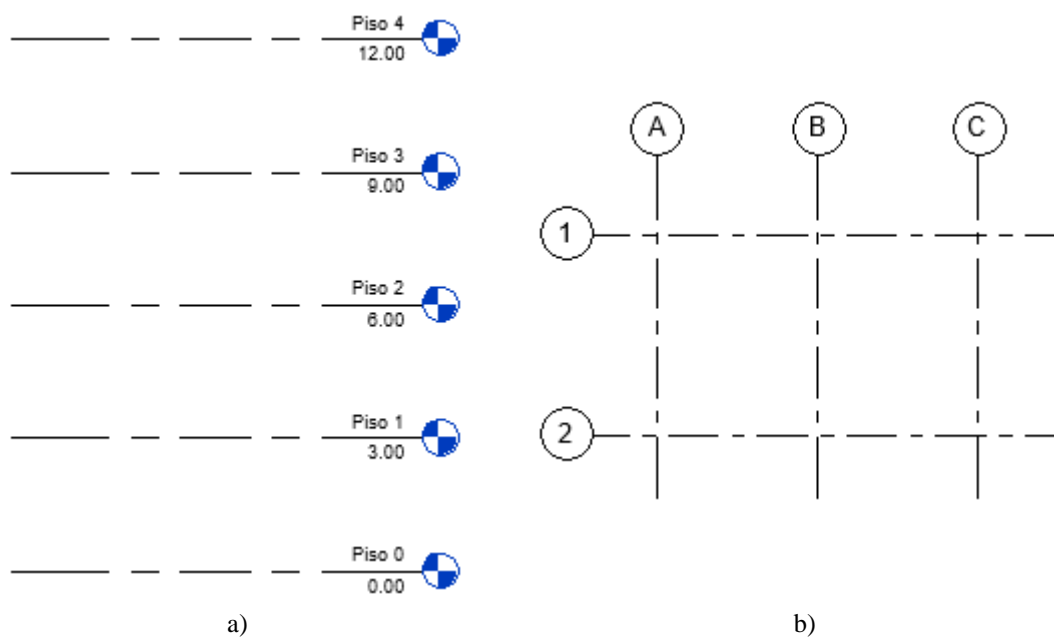 Piso 4
12.00
Piso 3
9.00
Piso 2
6.00
Piso 1
3.00
Piso 0
0.00
a)
A B C
1
2
b)